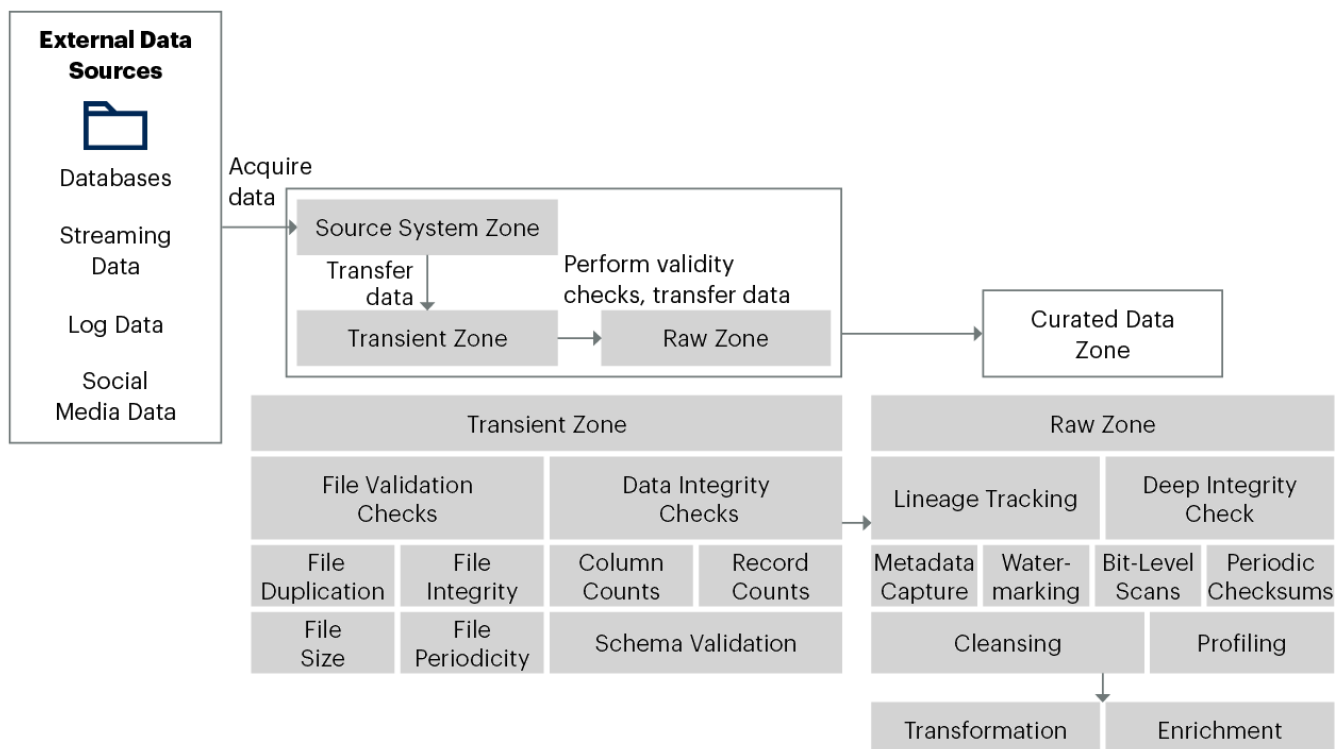 External Data
Sources
Databases
Streaming
Data
Log Data
Social
Media Data
Acquire
data
Source System Zone
Transfer
data
Perform validity
checks, transfer data
Transient Zone
Raw Zone
Curated Data
Zone
Transient Zone
File Validation
Checks
Data Integrity
Checks
File
Duplication
File
Integrity
Column
Counts
Record
Counts
File
Size
File
Periodicity
Schema Validation
Raw Zone
Lineage Tracking
Deep Integrity
Check
Metadata
Capture
Water-
marking
Bit-Level
Scans
Periodic
Checksums
Cleansing
Profiling
Transformation
Enrichment